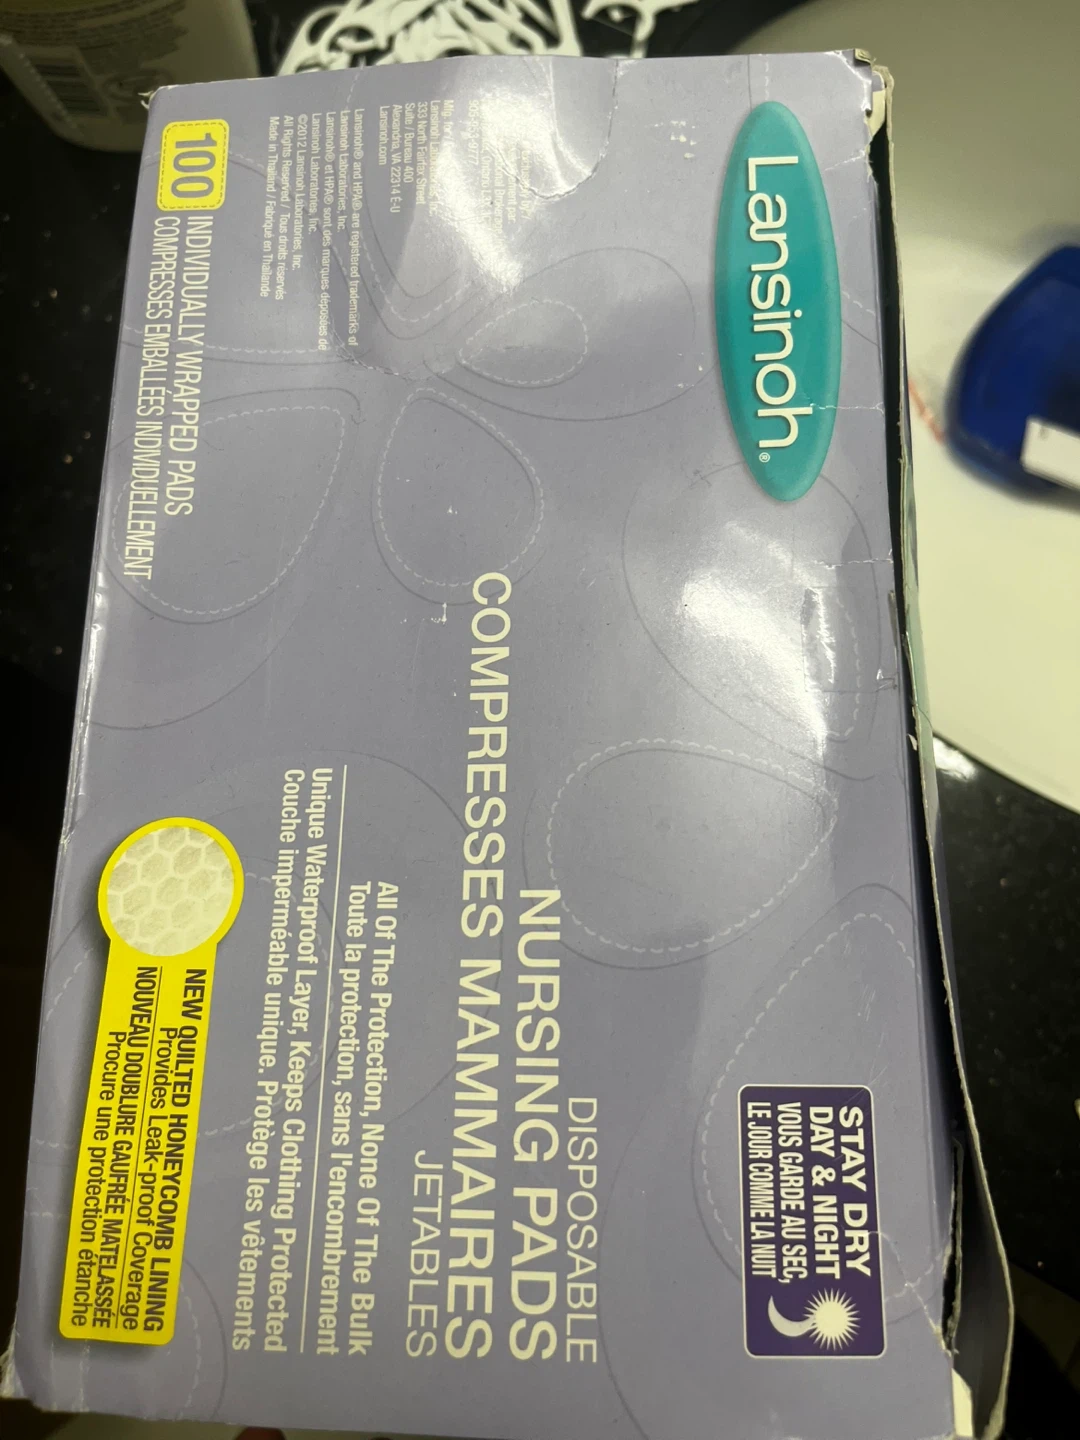 Lansinoh®
STAY DRY
DAY & NIGHT
VOUS GARDE AU SEC,
LE JOUR COMME LA NUIT
DISPOSABLE
NURSING PADS
COMPRESSES MAMMAIRES
JETABLES
All Of The Protection, None Of The Bulk
Toute la protection, sans l'encombrement
Unique Waterproof Layer, Keeps Clothing Protected
Couche imperméable unique. Protège les vêtements
NEW QUILTED HONEYCOMB LINING
Provides Leak-proof Coverage
NOUVEAU DOUBLURE GAUFRÉE MATELASSÉE
Procure une protection étanche
Lansinoh Laboratories, Inc.
333 North Fairfax Street
Suite / Bureau 400
Alexandria, VA 22314 E-U
Lansinoh.com
Lansinoh® and HPA® are registered trademarks of
Lansinoh Laboratories, Inc.
Lansinoh® et HPA® sont des marques déposées de
Lansinoh Laboratories, Inc.
©2012 Lansinoh Laboratories, Inc.
All Rights Reserved / Tous droits réservés
Made in Thailand / Fabriqué en Thaïlande
100
INDIVIDUALLY WRAPPED PADS
COMPRESSES EMBALLÉES INDIVIDUELLEMENT